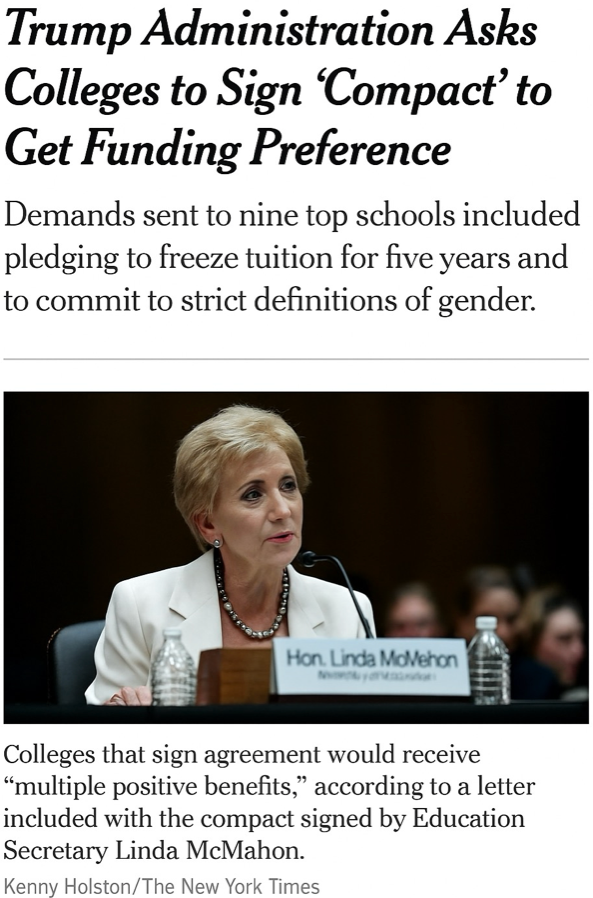 Trump Administration Asks
Colleges to Sign ‘Compact’ to
Get Funding Preference
Demands sent to nine top schools included
pledging to freeze tuition for five years and
to commit to strict definitions of gender.
Hon. Linda McMehon
Colleges that sign agreement would receive
“multiple positive benefits,” according to a letter
included with the compact signed by Education
Secretary Linda McMahon.
Kenny Holston/The New York Times